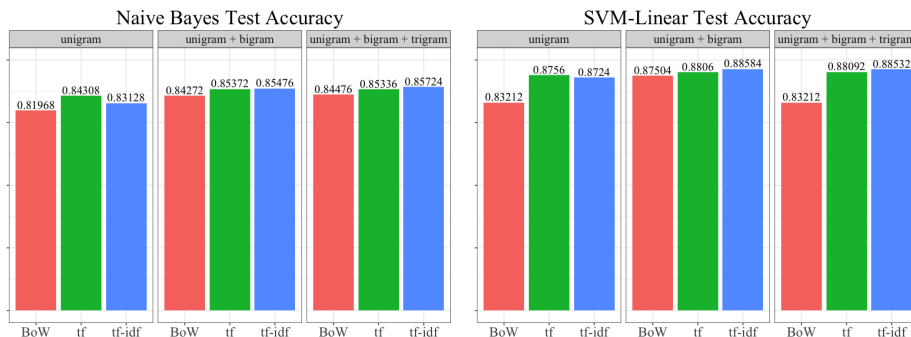 Naive Bayes Test Accuracy
unigram
unigram + bigram
unigram + bigram + trigram
0.81968
0.84308
0.83128
0.84272
0.85372
0.85476
0.84476
0.85336
0.85724
BoW
tf
tf-idf
BoW
tf
tf-idf
BoW
tf
tf-idf
SVM-Linear Test Accuracy
unigram
unigram + bigram
unigram + bigram + trigram
0.83212
0.8756
0.8724
0.87504
0.8806
0.88584
0.83212
0.88092
0.88532
BoW
tf
tf-idf
BoW
tf
tf-idf
BoW
tf
tf-idf